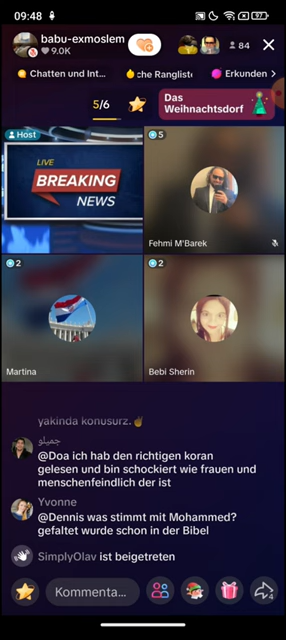 09:48
97
babu-exmoslem
9.0K
84
Chatten und Int...
che Rangliste
Erkunden
5/6
Das
Weihnachtsdorf
Host
5
LIVE
BREAKING
NEWS
Fehmi M'Barek
2
2
Martina
Bebi Sherin
yakinda konusurz.
جميلو
@Doa ich hab den richtigen koran
gelesen und bin schockiert wie frauen und
menschenfeindlich der ist
Yvonne
@Dennis was stimmt mit Mohammed?
gefaltet wurde schon in der Bibel
SimplyOlav ist beigetreten
Kommenta...
4